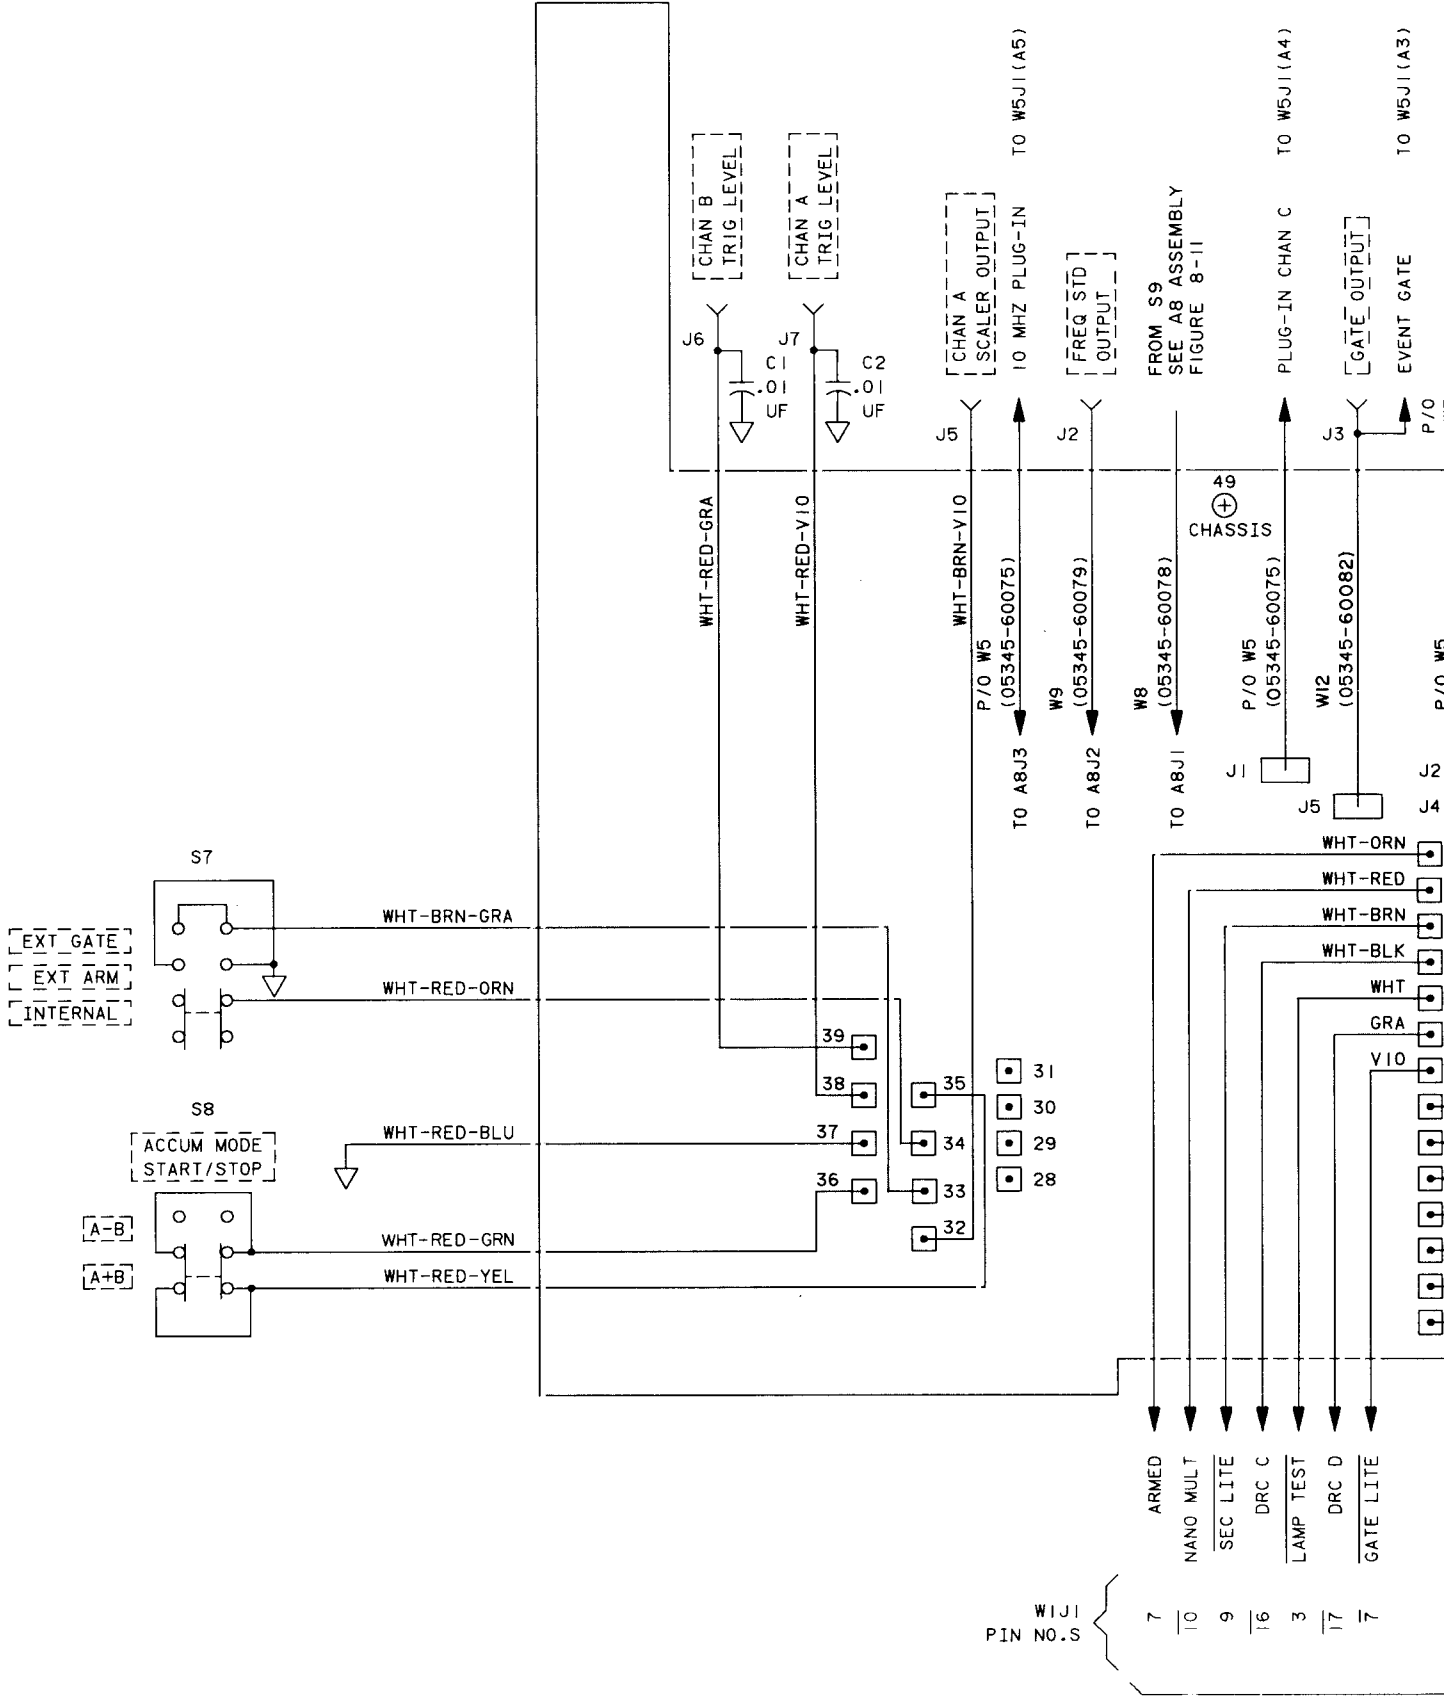 CHAN B
TRIG LEVEL
CHAN A
TRIG LEVEL
CHAN A
SCALER OUTPUT
10 MHZ PLUG-IN TO W5J1(A5)
FREQ STD
OUTPUT
FROM S9
SEE A8 ASSEMBLY
FIGURE 8-11
PLUG-IN CHAN C TO W5J1(A4)
GATE OUTPUT
EVENT GATE TO W5J1(A3)
P/O
J6
C1
.01
UF
J7
C2
.01
UF
J5
J2
J3
49
CHASSIS
WHT-RED-GRA
WHT-RED-VIO
WHT-BRN-VIO
P/O W5
(05345-60075)
W9
(05345-60079)
W8
(05345-60078)
P/O W5
(05345-60075)
W12
(05345-60082)
P/O W5
TO A8J3
TO A8J2
TO A8J1
J1
J5
J2
J4
S7
EXT GATE
EXT ARM
INTERNAL
WHT-BRN-GRA
WHT-RED-ORN
S8
ACCUM MODE
START/STOP
A-B
A+B
WHT-RED-BLU
WHT-RED-GRN
WHT-RED-YEL
39
38
37
36
35
34
33
32
31
30
29
28
WHT-ORN
WHT-RED
WHT-BRN
WHT-BLK
WHT
GRA
VIO
ARMED
NANO MULT
SEC LITE
DRC C
LAMP TEST
DRC D
GATE LITE
W1J1
PIN NO.S
7
10
9
16
3
17
7